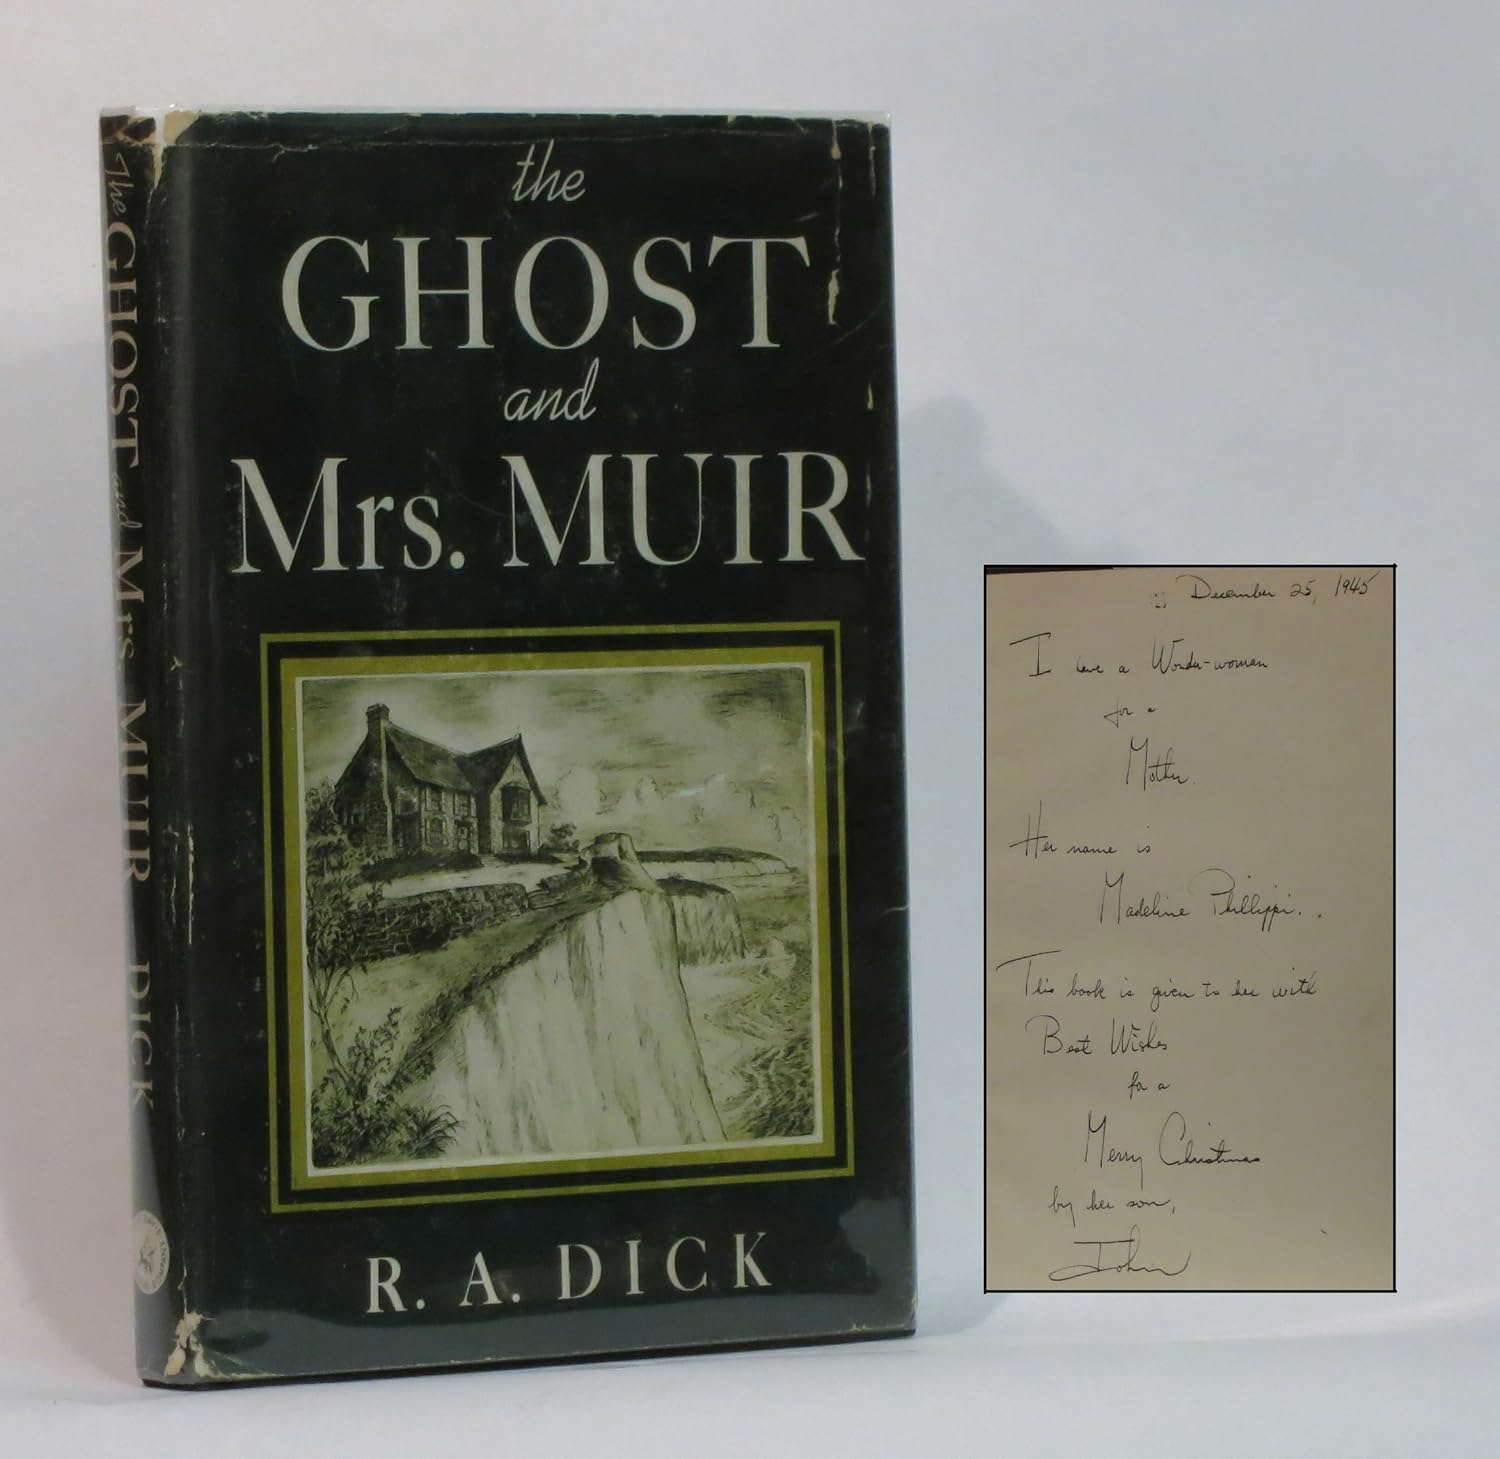 the
GHOST
and
Mrs. MUIR
R. A. DICK
The GHOST and Mrs. MUIR DICK
December 25, 1945
I have a Wonder-woman
for a
Mother.
Her name is
Madeline Phillippi..
This book is given to her with
Best Wishes
for a
Merry Christmas
by her son,
John